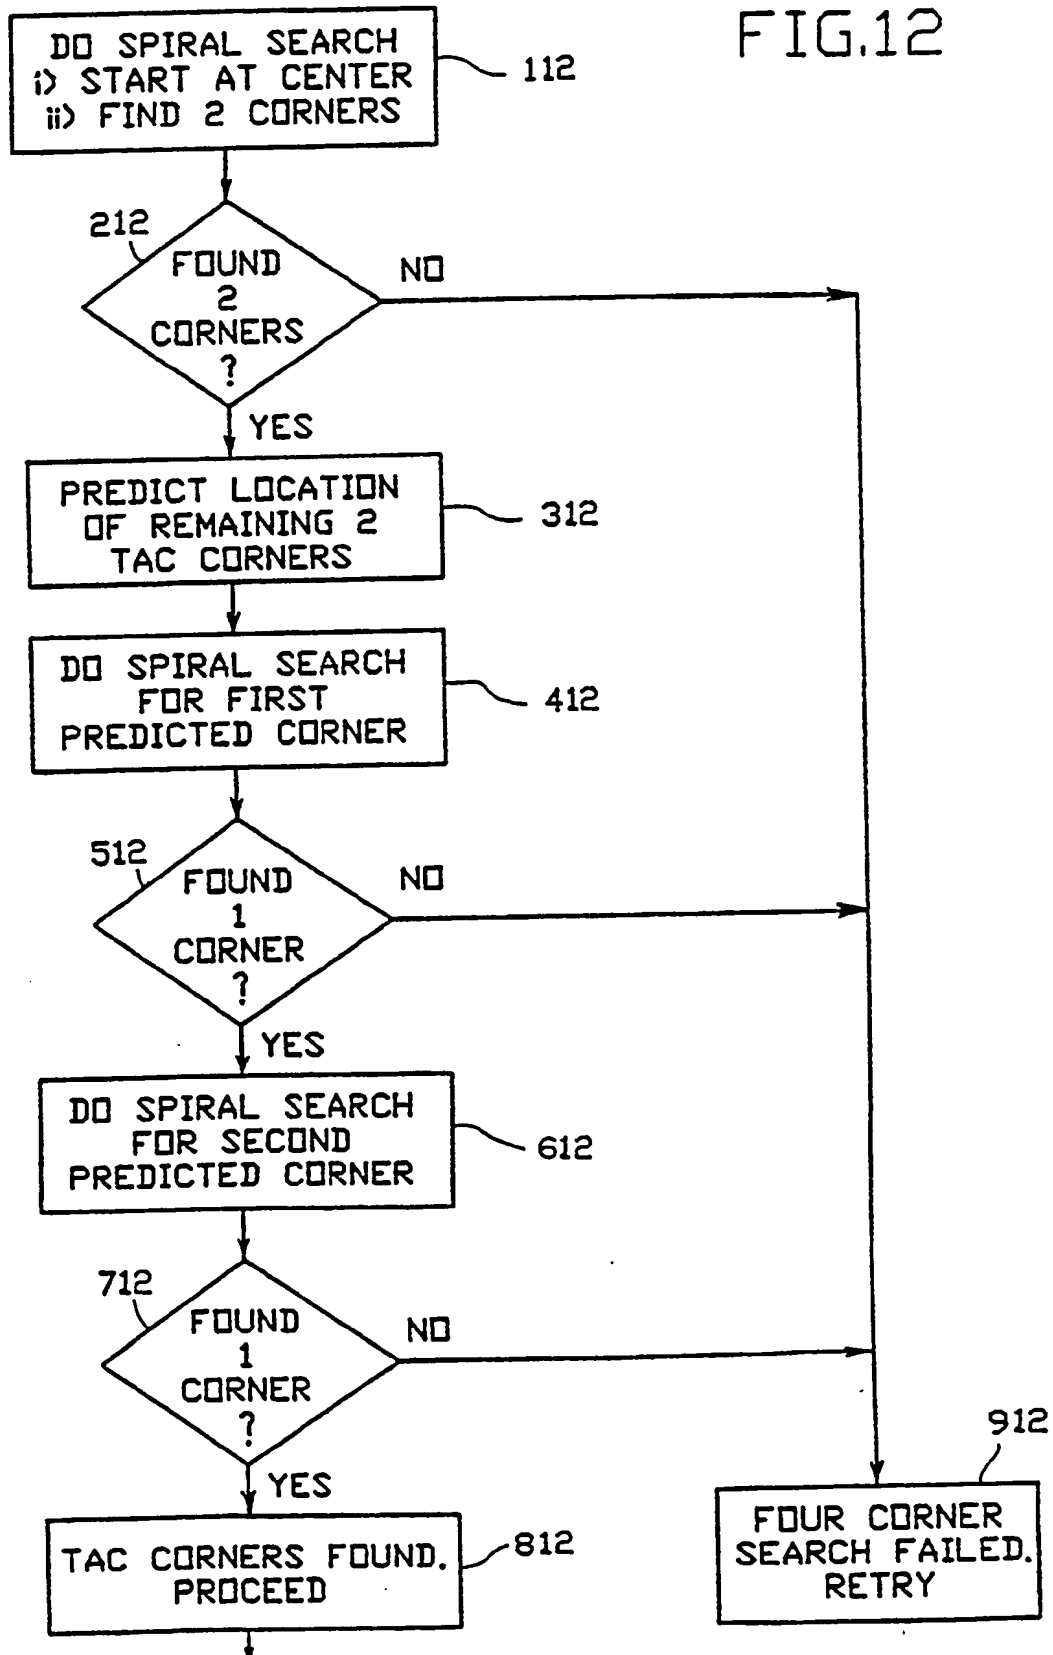 FIG.12
DO SPIRAL SEARCH
i) START AT CENTER
ii) FIND 2 CORNERS
112
212
FOUND
2
CORNERS
?
NO
YES
PREDICT LOCATION
OF REMAINING 2
TAC CORNERS
312
DO SPIRAL SEARCH
FOR FIRST
PREDICTED CORNER
412
512
FOUND
1
CORNER
?
NO
YES
DO SPIRAL SEARCH
FOR SECOND
PREDICTED CORNER
612
712
FOUND
1
CORNER
?
NO
YES
TAC CORNERS FOUND.
PROCEED
812
912
FOUR CORNER
SEARCH FAILED.
RETRY